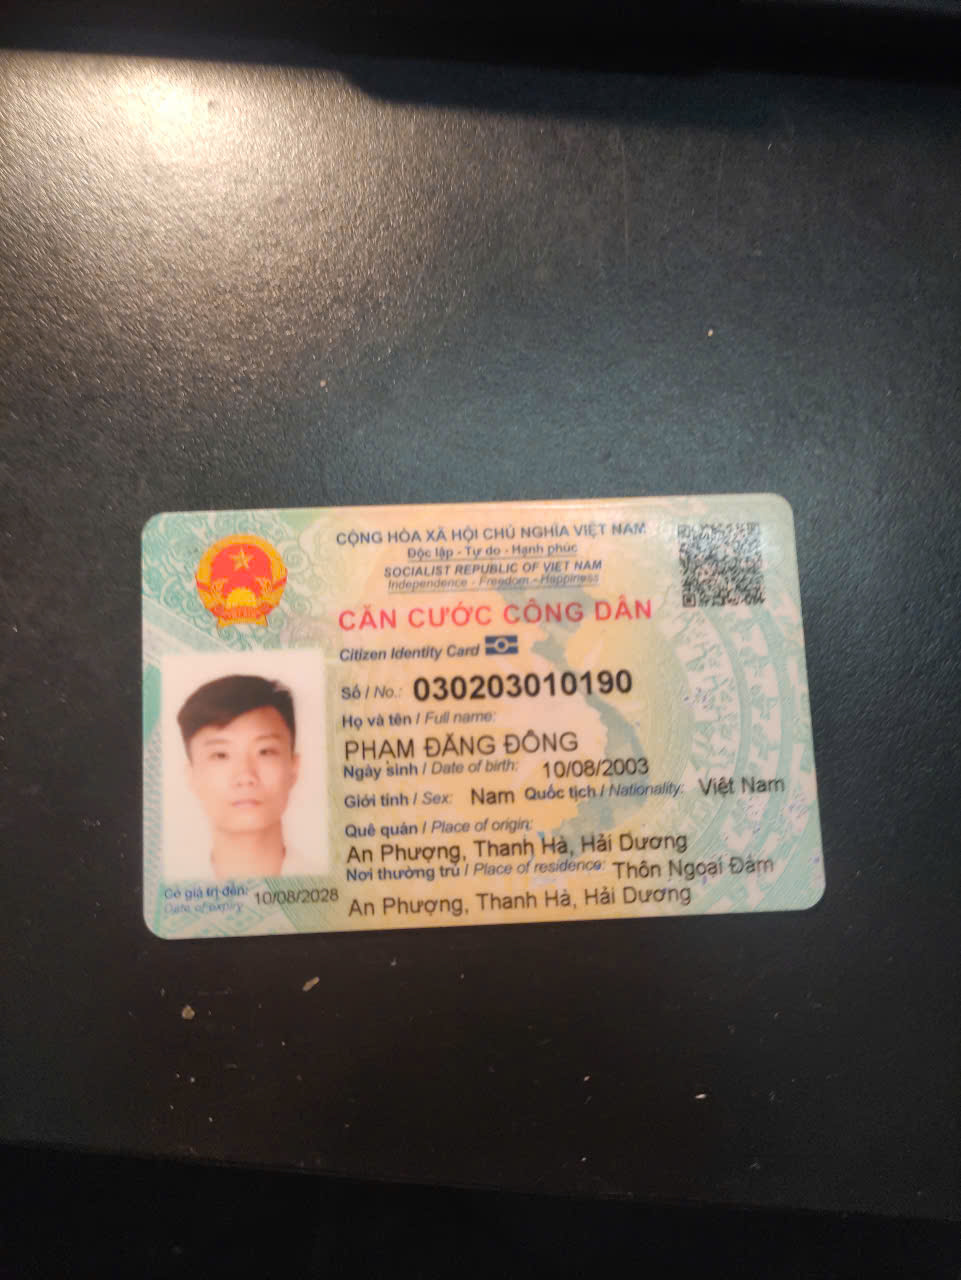 CỘNG HÒA XÃ HỘI CHỦ NGHĨA VIỆT NAM
Độc lập - Tự do - Hạnh phúc
SOCIALIST REPUBLIC OF VIET NAM
Independence - Freedom - Happiness
CĂN CƯỚC CÔNG DÂN
Citizen Identity Card
Số / No.: 030203010190
Họ và tên / Full name:
PHẠM ĐĂNG ĐÔNG
Ngày sinh / Date of birth: 10/08/2003
Giới tính / Sex: Nam Quốc tịch / Nationality: Việt Nam
Quê quán / Place of origin:
An Phượng, Thanh Hà, Hải Dương
Nơi thường trú / Place of residence: Thôn Ngoại Đàm
An Phượng, Thanh Hà, Hải Dương
Có giá trị đến: 10/08/2028
Date of expiry